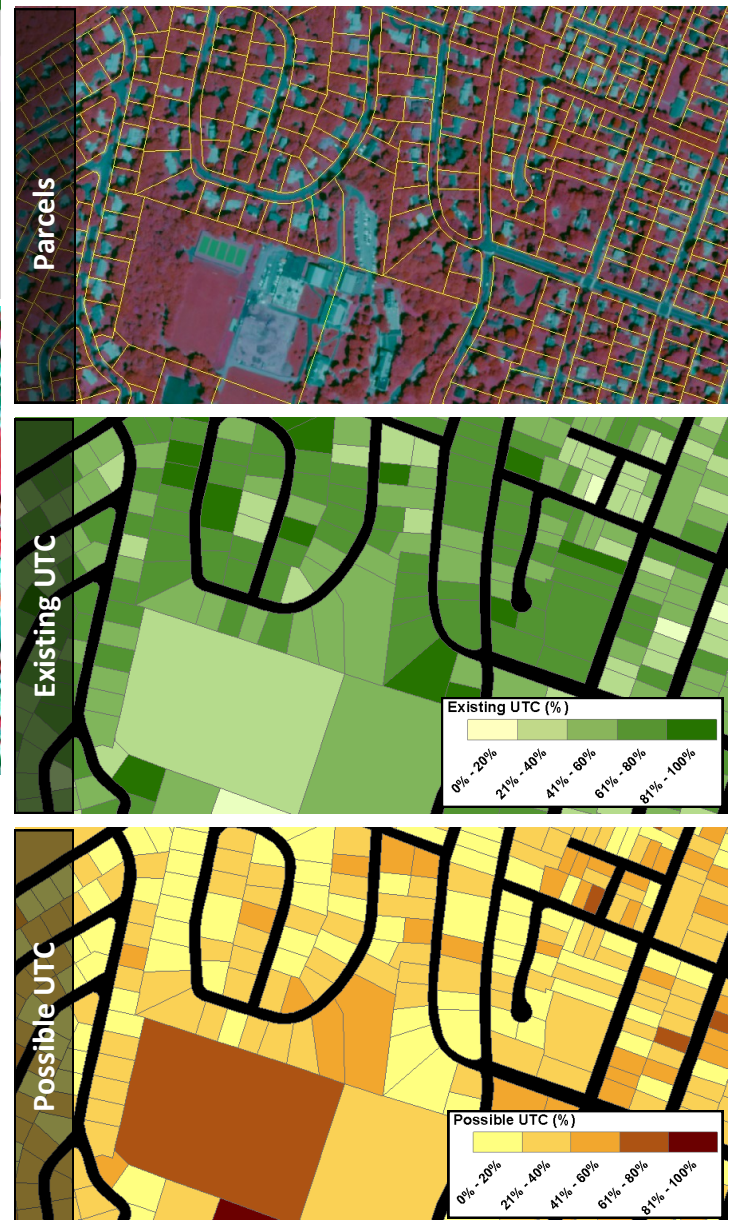 Parcels
Existing UTC
Existing UTC (%)
0% - 20%
21% - 40%
41% - 60%
61% - 80%
81% - 100%
Possible UTC
Possible UTC (%)
0% - 20%
21% - 40%
41% - 60%
61% - 80%
81% - 100%